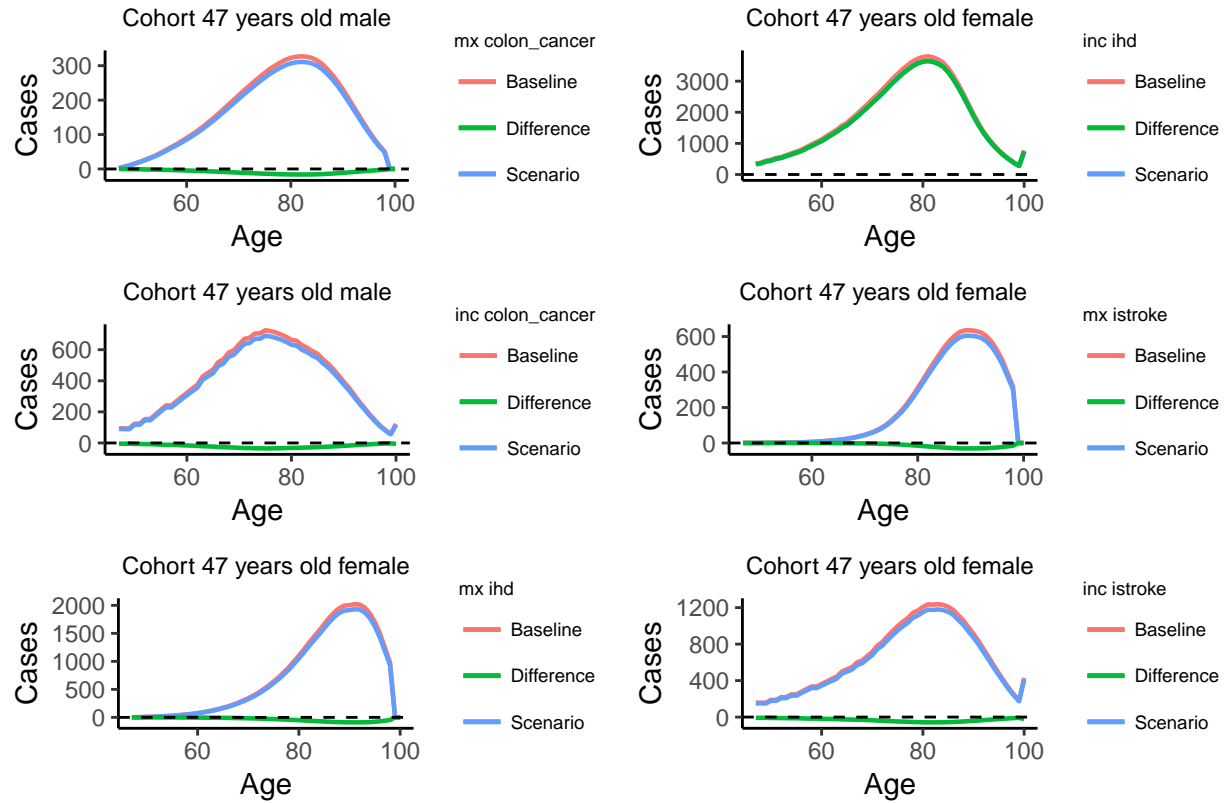 Cohort 47 years old male
mx colon_cancer
Cases
300
200
100
0
60
80
100
Age
Baseline
Difference
Scenario
Cohort 47 years old female
inc ihd
Cases
3000
2000
1000
0
60
80
100
Age
Baseline
Difference
Scenario
Cohort 47 years old male
inc colon_cancer
Cases
600
400
200
0
60
80
100
Age
Baseline
Difference
Scenario
Cohort 47 years old female
mx istroke
Cases
600
400
200
0
60
80
100
Age
Baseline
Difference
Scenario
Cohort 47 years old female
mx ihd
Cases
2000
1500
1000
500
0
60
80
100
Age
Baseline
Difference
Scenario
Cohort 47 years old female
inc istroke
Cases
1200
800
400
0
60
80
100
Age
Baseline
Difference
Scenario